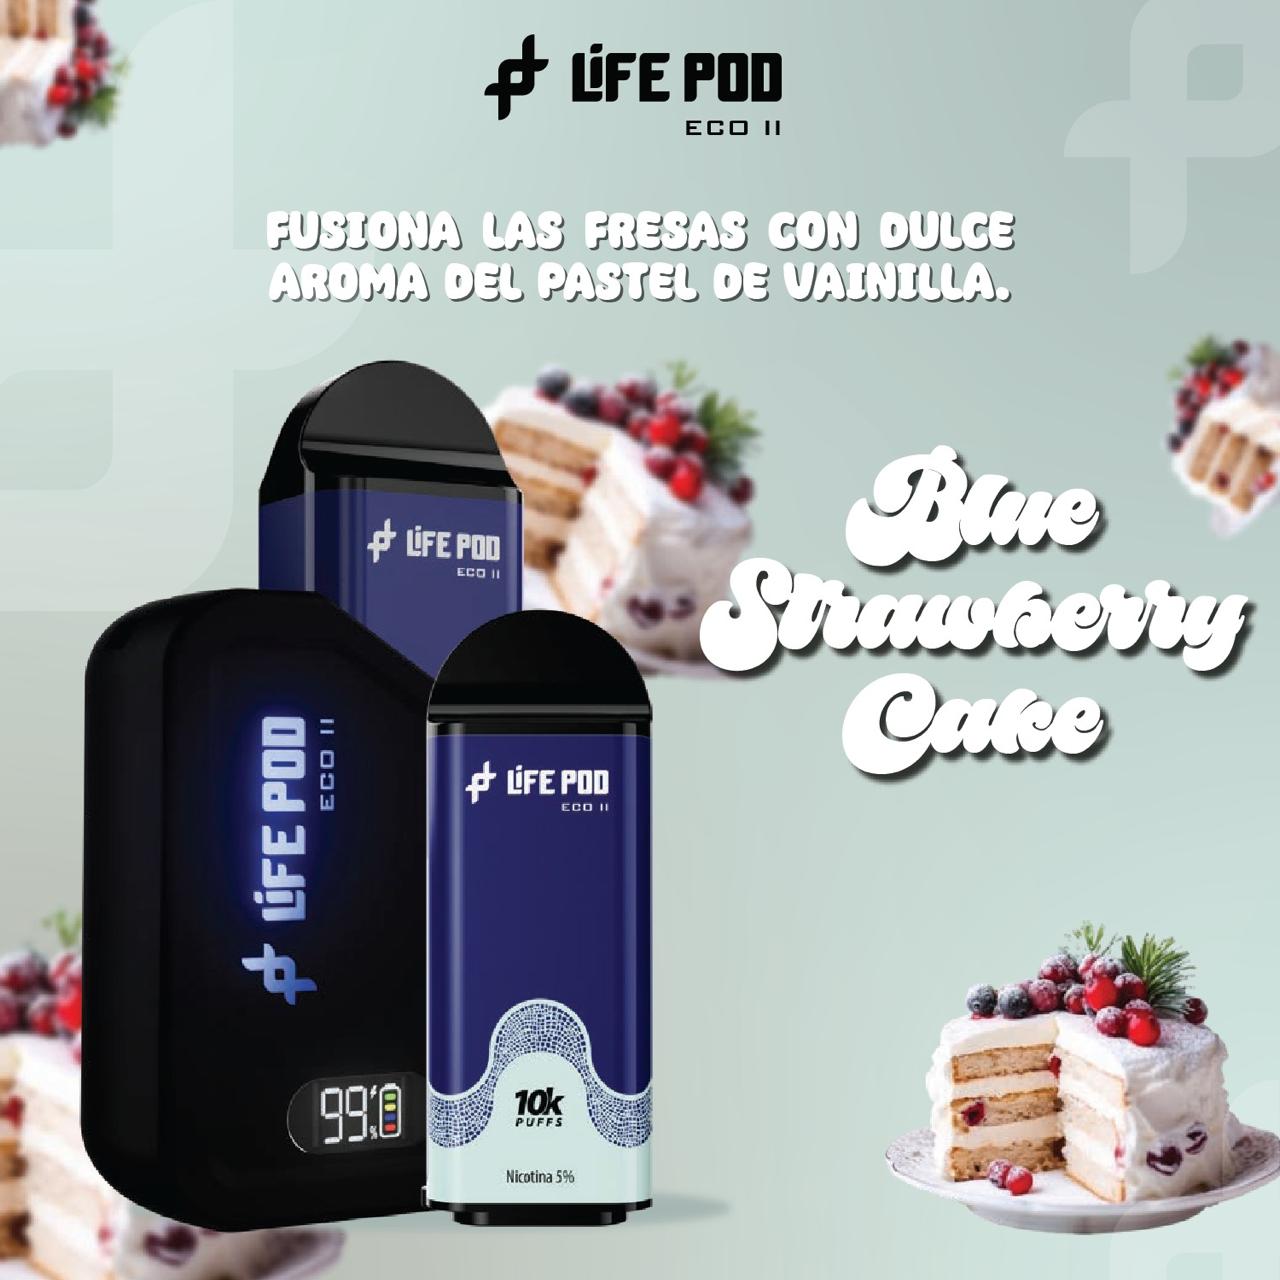 LiFE POD
ECO II
FUSIONA LAS FRESAS CON DULCE
AROMA DEL PASTEL DE VAINILLA.
LiFE POD
ECO II
Blue
Strawberry
Cake
LiFE POD
ECO II
LiFE POD
ECO II
99%
10k
PUFFS
Nicotina 5%